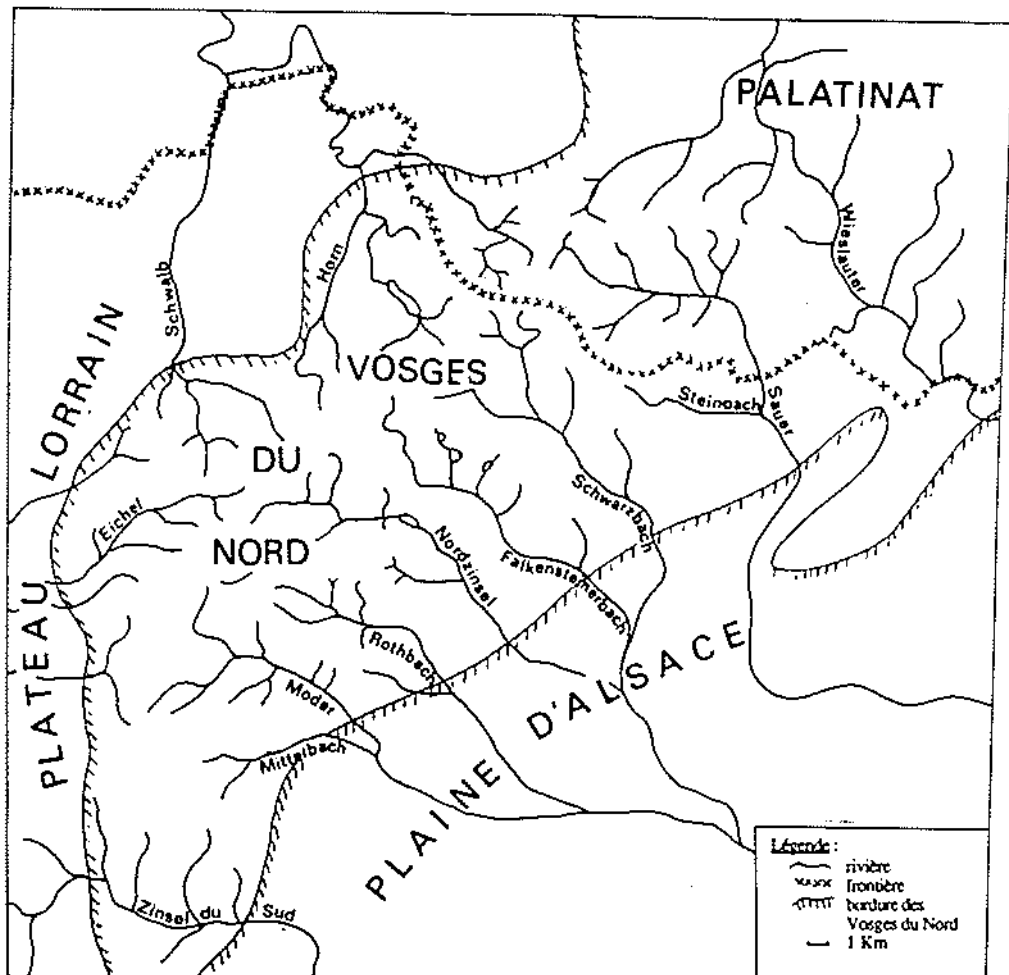 PALATINAT
Wieslauter
Horn
Schwalb
LORRAIN
VOSGES
Steinbach
Sauer
DU
Eichel
NORD
Schwarzbach
Nordzinsel
Falkensteinerbach
PLATEAU
Rothbach
Moder
D'ALSACE
Mittelbach
PLAINE
Zinsel du Sud
Légende :
rivière
frontière
bordure des
Vosges du Nord
1 Km